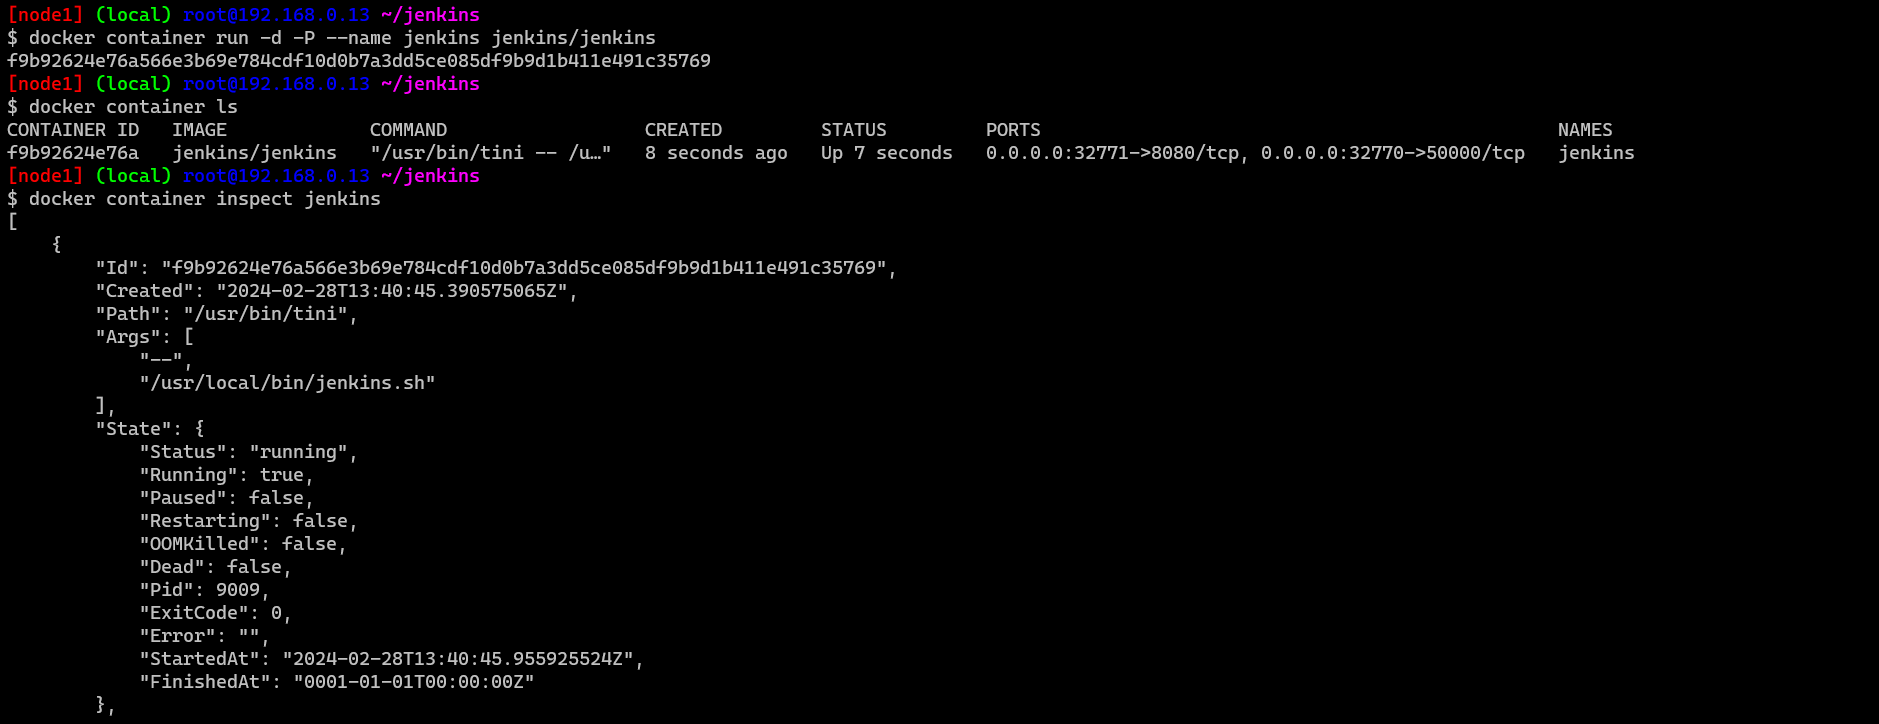 [node1] (local) root@192.168.0.13 ~/jenkins
$ docker container run -d -P --name jenkins jenkins/jenkins
f9b92624e76a566e3b69e784cdf10d0b7a3dd5ce085df9b9d1b411e491c35769
[node1] (local) root@192.168.0.13 ~/jenkins
$ docker container ls
CONTAINER ID   IMAGE             COMMAND                  CREATED         STATUS         PORTS                                               NAMES
f9b92624e76a   jenkins/jenkins   "/usr/bin/tini -- /u…"   8 seconds ago   Up 7 seconds   0.0.0.0:32771->8080/tcp, 0.0.0.0:32770->50000/tcp   jenkins
[node1] (local) root@192.168.0.13 ~/jenkins
$ docker container inspect jenkins
[
    {
        "Id": "f9b92624e76a566e3b69e784cdf10d0b7a3dd5ce085df9b9d1b411e491c35769",
        "Created": "2024-02-28T13:40:45.390575065Z",
        "Path": "/usr/bin/tini",
        "Args": [
            "--",
            "/usr/local/bin/jenkins.sh"
        ],
        "State": {
            "Status": "running",
            "Running": true,
            "Paused": false,
            "Restarting": false,
            "OOMKilled": false,
            "Dead": false,
            "Pid": 9009,
            "ExitCode": 0,
            "Error": "",
            "StartedAt": "2024-02-28T13:40:45.955925524Z",
            "FinishedAt": "0001-01-01T00:00:00Z"
        },